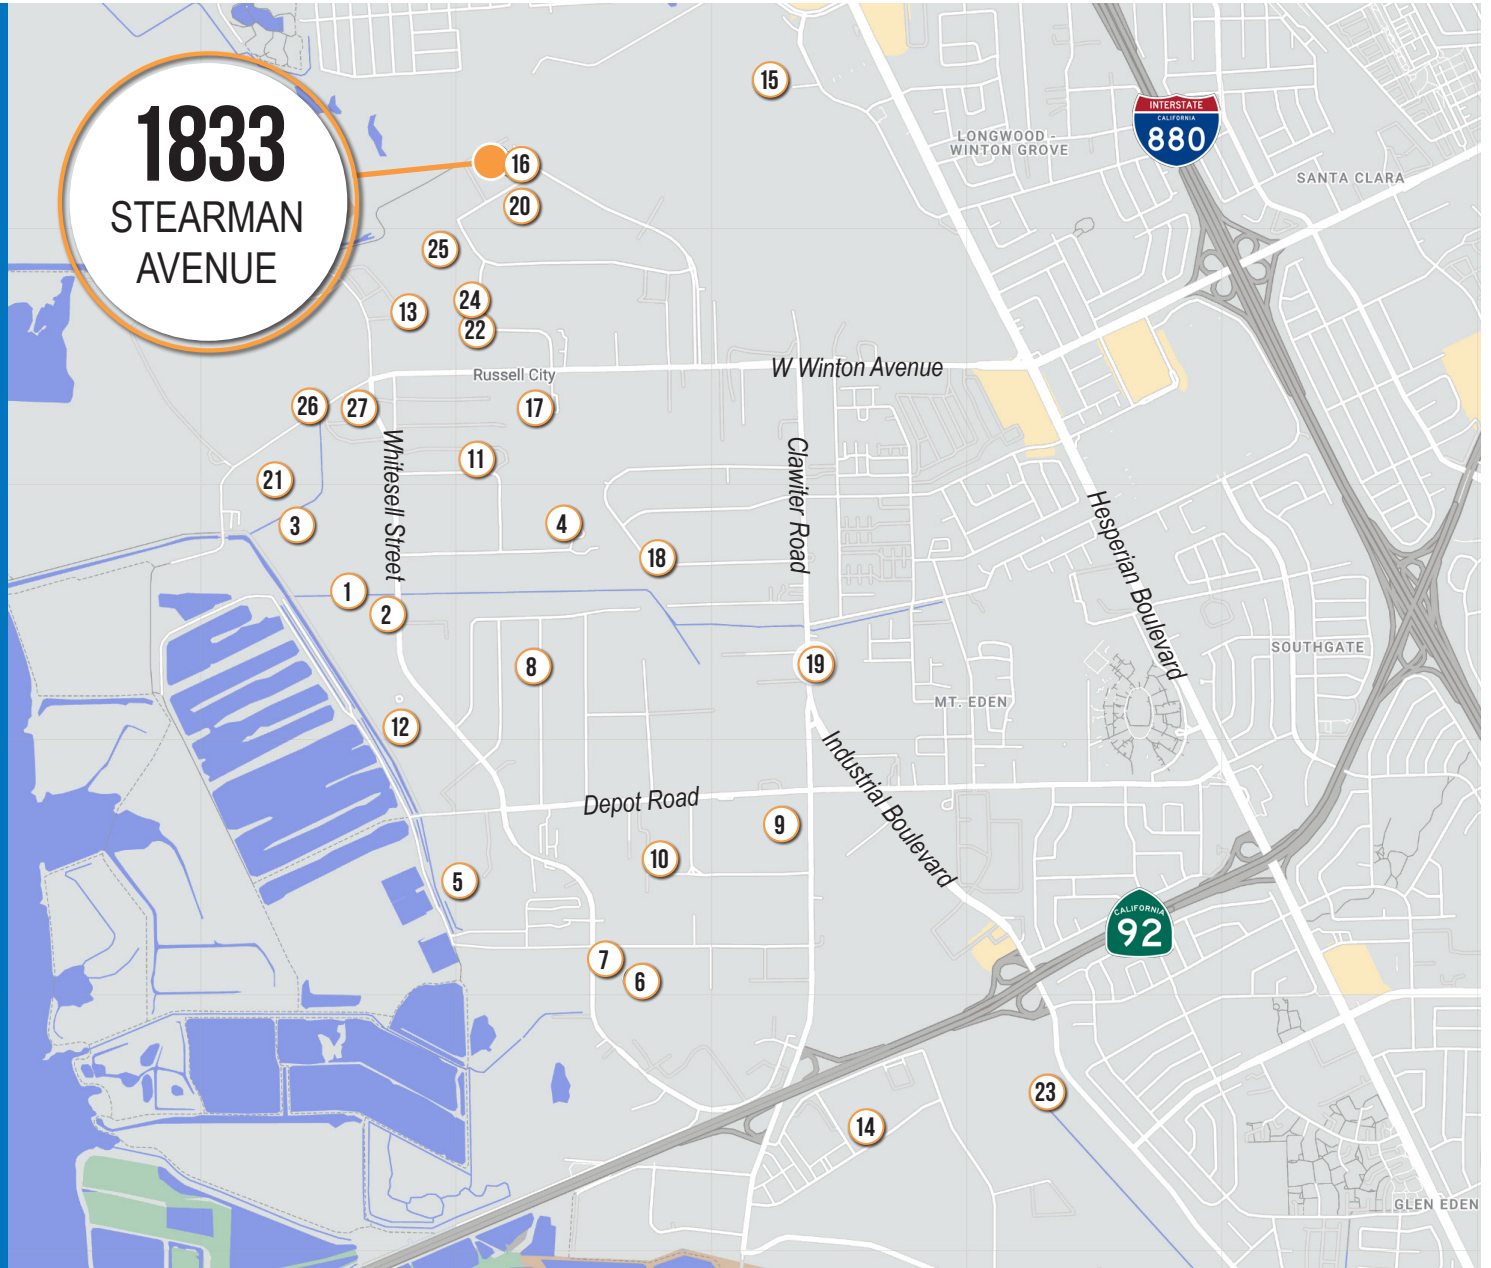 15
INTERSTATE
CALIFORNIA
880
LONGWOOD -
WINTON GROVE
1833
STEARMAN
AVENUE
16
SANTA CLARA
20
25
24
13
22
W Winton Avenue
Russell City
26
27
17
Whitesell Street
11
Clawiter Road
21
3
4
Hesperian Boulevard
18
1
2
SOUTHGATE
8
19
MT. EDEN
12
Industrial Boulevard
Depot Road
9
10
5
CALIFORNIA
92
7
6
23
14
GLEN EDEN